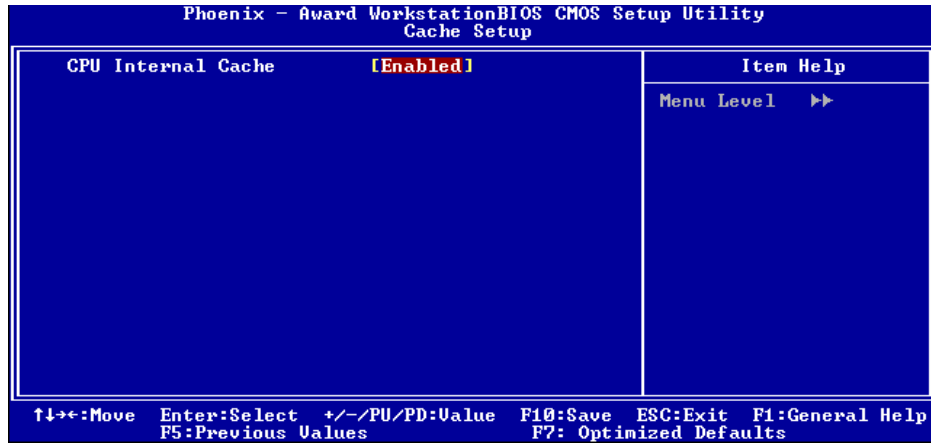 Phoenix - Award WorkstationBIOS CMOS Setup Utility
Cache Setup
CPU Internal Cache [Enabled]
Item Help
Menu Level ▶▶
↑↓→←:Move Enter:Select +/-/PU/PD:Value F10:Save ESC:Exit F1:General Help
F5:Previous Values F7: Optimized Defaults